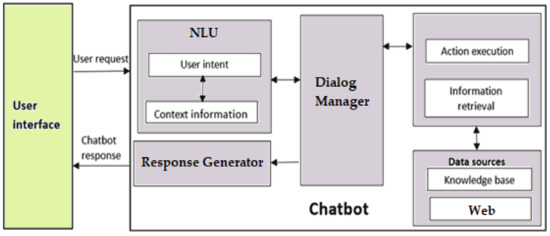 User
interface
User request
Chatbot
response
NLU
User intent
Context information
Response Generator
Dialog
Manager
Action execution
Information
retrieval
Data sources
Knowledge base
Web
Chatbot